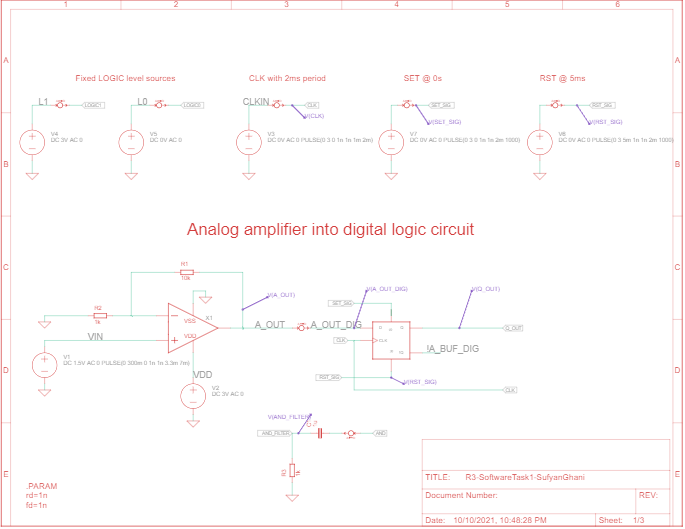 1 2 3 4 5 6
A A
Fixed LOGIC level sources CLK with 2ms period SET @ 0s RST @ 5ms
L1 LOGIC1 L0 LOGIC0 CLKIN CLK SET_SIG RST_SIG
V(CLK) V(SET_SIG) V(RST_SIG)
V4 V5 V3 V7
DC 3V AC 0 DC 0V AC 0 DC 0V AC 0 PULSE(0 3 0 1n 1n 1m 2m) DC 0V AC 0 PULSE(0 3 0 1n 1n 2m 1000) DC 0V AC 0 PULSE(0 3 5m 1n 1n 2m 1000)
B B
Analog amplifier into digital logic circuit
C C
R1
10k
V(A_OUT) V(A_OUT_DIG) V(Q_OUT)
SET_SIG
R2
1k
VSS X1
A_OUT A_OUT_DIG Q_OUT
VIN VDD CLK CLK
!A_BUF_DIG
V1
DC 1.5V AC 0 PULSE(0 300m 0 1n 1n 3.3m 7m)
D D
VDD RST_SIG V(RST_SIG)
V2
DC 3V AC 0
CLK
V(AND_FILTER)
AND_FILTER AND
R3
1k
E E
.PARAM
rd=1n
fd=1n
TITLE: R3-SoftwareTask1-SufyanGhani
Document Number: REV:
Date: 10/10/2021, 10:48:28 PM Sheet: 1/3